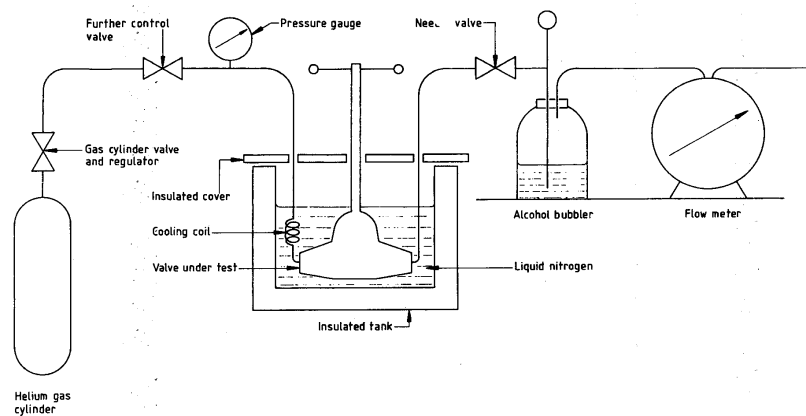 Further control
valve
Pressure gauge
valve
Gas cylinder valve
and regulator
Insulated cover
Cooling coil
Valve under test
Alcohol bubbler
Flow meter
Liquid nitrogen
Insulated tank
Helium gas
cylinder